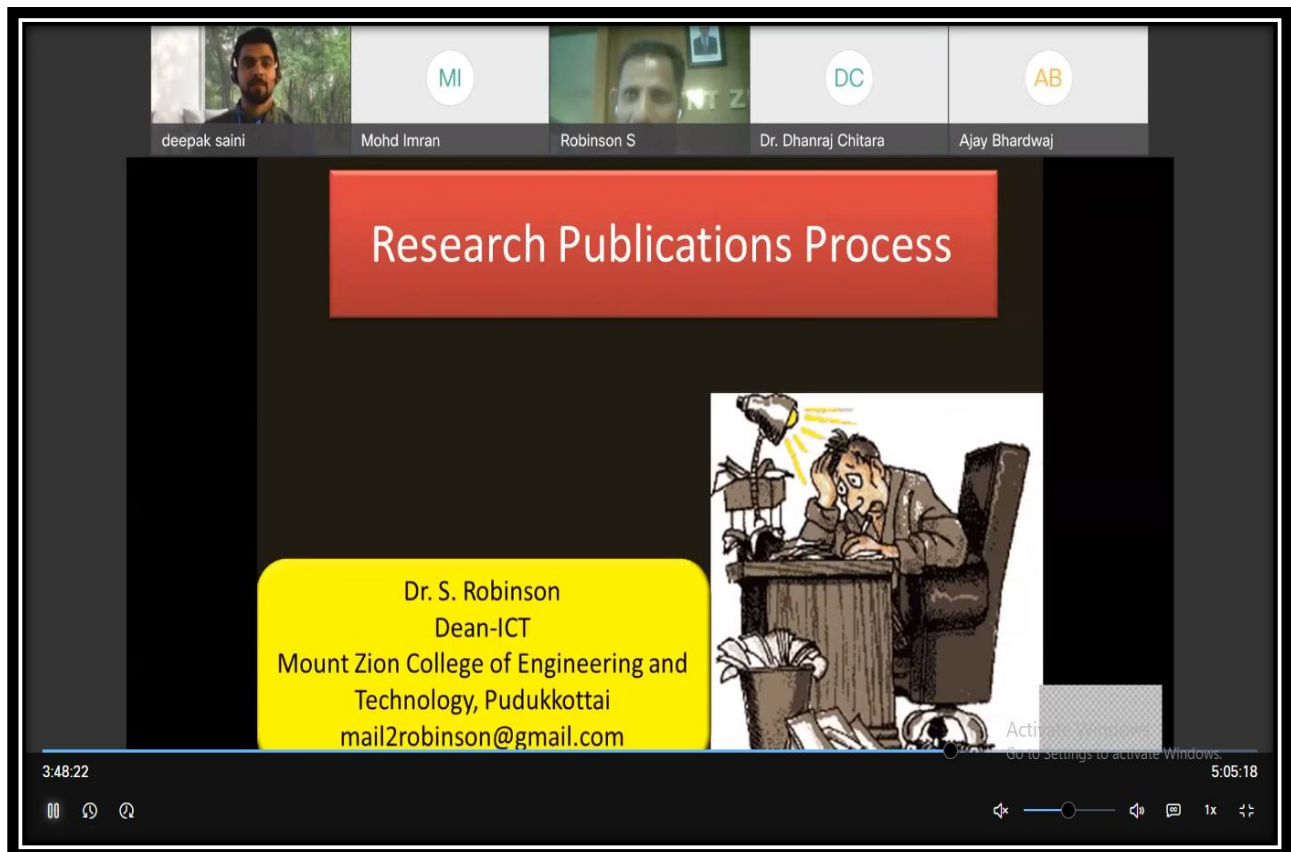 MI
DC
AB
NT Z
deepak saini
Mohd Imran
Robinson S
Dr. Dhanraj Chitara
Ajay Bhardwaj
Research Publications Process
Dr. S. Robinson
Dean-ICT
Mount Zion College of Engineering and
Technology, Pudukkottai
mail2robinson@gmail.com
Activate Windows
Go to Settings to activate Windows.
3:48:22
5:05:18
CC
1x